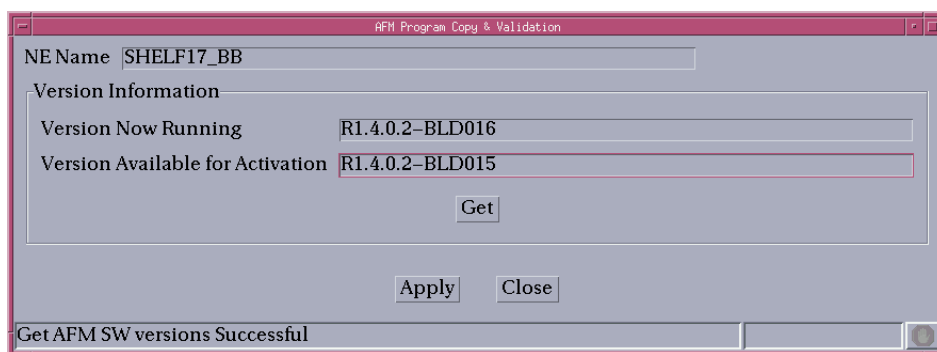 AFM Program Copy & Validation
NE Name SHELF17_BB
Version Information
Version Now Running R1.4.0.2–BLD016
Version Available for Activation R1.4.0.2–BLD015
Get
Apply Close
Get AFM SW versions Successful